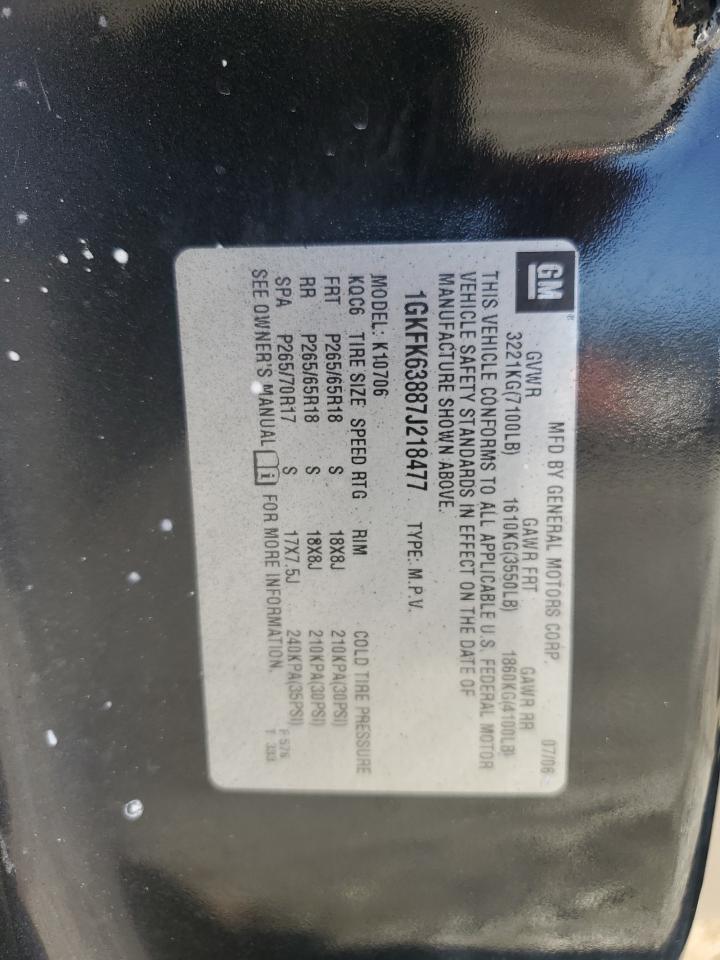 GM
MFD BY GENERAL MOTORS CORP. 07/06
GVWR GAWR FRT GAWR RR
3221KG(7100LB) 1610KG(3550LB) 1860KG(4100LB)
THIS VEHICLE CONFORMS TO ALL APPLICABLE U.S. FEDERAL MOTOR
VEHICLE SAFETY STANDARDS IN EFFECT ON THE DATE OF
MANUFACTURE SHOWN ABOVE.
1GKFK63887J218477 TYPE: M.P.V.
MODEL: K10706
KQC6 TIRE SIZE SPEED RTG RIM COLD TIRE PRESSURE
FRT P265/65R18 S 18X8J 210KPA(30PSI)
RR P265/65R18 S 18X8J 210KPA(30PSI)
SPA P265/70R17 S 17X7.5J 240KPA(35PSI)
SEE OWNER'S MANUAL i FOR MORE INFORMATION.